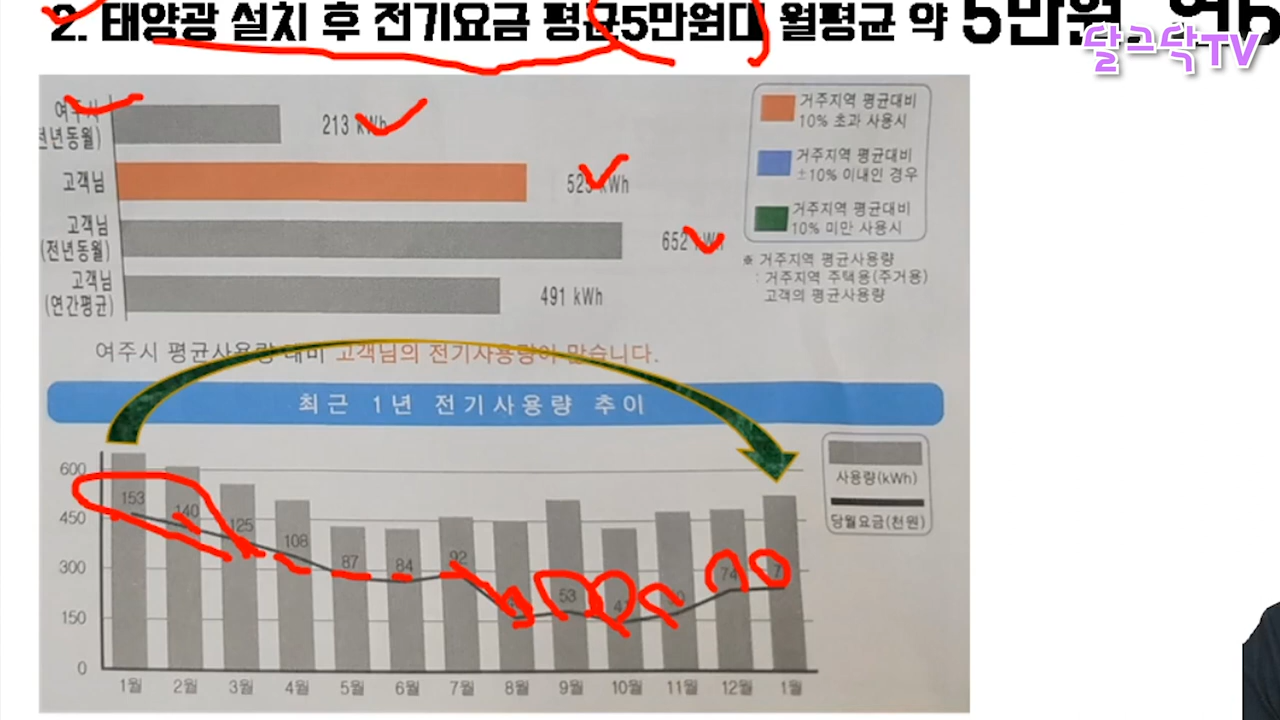 2. 태양광 설치 후 전기요금 평균5만원대 월평균 약 5만원, 연6
달그닥TV
여주시
(전년동월)
213 kWh
고객님
525 kWh
고객님
(전년동월)
652 kWh
고객님
(연간평균)
491 kWh
거주지역 평균대비
10% 초과 사용시
거주지역 평균대비
±10% 이내인 경우
거주지역 평균대비
10% 미만 사용시
※ 거주지역 평균사용량
: 거주지역 주택용(주거용)
고객의 평균사용량
여주시 평균사용량 대비 고객님의 전기사용량이 많습니다.
최근 1년 전기사용량 추이
사용량(kWh)
당월요금(천원)
600
450
300
150
0
153 140 125 108 87 84 92 53 74
1월 2월 3월 4월 5월 6월 7월 8월 9월 10월 11월 12월 1월